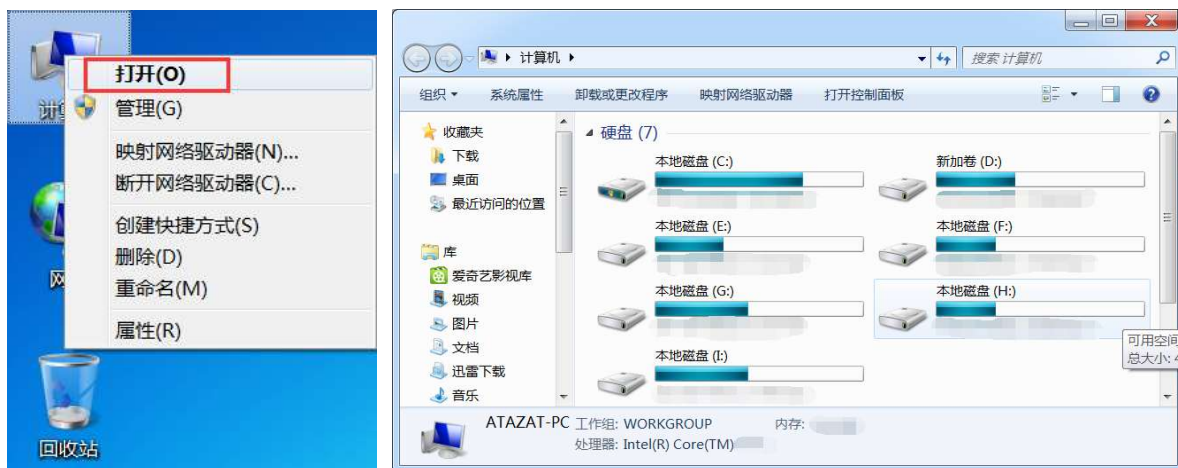 打开(O)
管理(G)
映射网络驱动器(N)...
断开网络驱动器(C)...
创建快捷方式(S)
删除(D)
重命名(M)
属性(R)
回收站
计算机
搜索 计算机
组织 系统属性 卸载或更改程序 映射网络驱动器 打开控制面板
收藏夹
下载
桌面
最近访问的位置
库
爱奇艺影视库
视频
图片
文档
迅雷下载
音乐
硬盘 (7)
本地磁盘 (C:)
新加卷 (D:)
本地磁盘 (E:)
本地磁盘 (F:)
本地磁盘 (G:)
本地磁盘 (H:)
本地磁盘 (I:)
可用空间
总大小: 4
ATAZAT-PC 工作组: WORKGROUP 内存:
处理器: Intel(R) Core(TM)